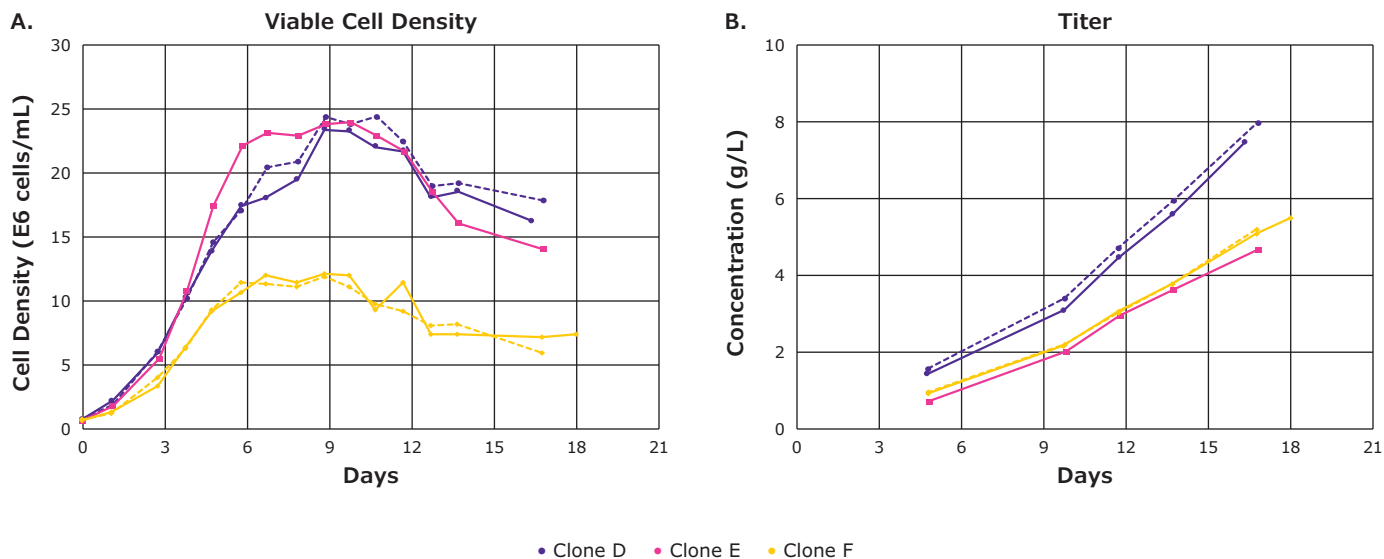 A.
Viable Cell Density
30
25
20
15
10
5
0
Cell Density (E6 cells/mL)
0 3 6 9 12 15 18 21
Days
B.
Titer
10
8
6
4
2
0
Concentration (g/L)
0 3 6 9 12 15 18 21
Days
Clone D Clone E Clone F